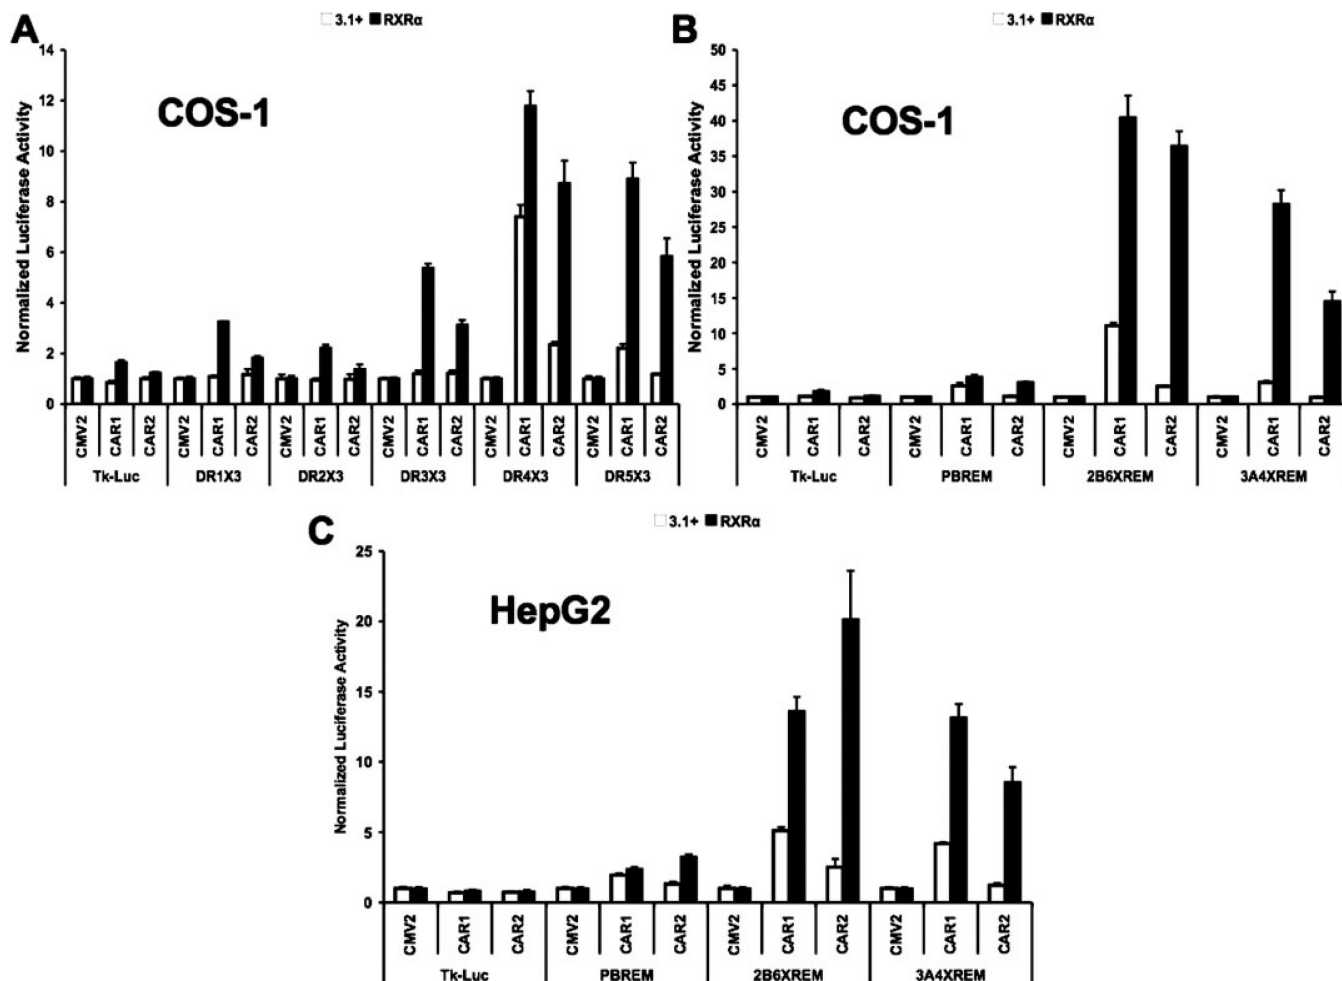 A
3.1+ RXRα
COS-1
Normalized Luciferase Activity
14
12
10
8
6
4
2
0
CMV2 CAR1 CAR2 CMV2 CAR1 CAR2 CMV2 CAR1 CAR2 CMV2 CAR1 CAR2 CMV2 CAR1 CAR2 CMV2 CAR1 CAR2
Tk-Luc DR1X3 DR2X3 DR3X3 DR4X3 DR5X3
B
3.1+ RXRα
COS-1
Normalized Luciferase Activity
50
45
40
35
30
25
20
15
10
5
0
CMV2 CAR1 CAR2 CMV2 CAR1 CAR2 CMV2 CAR1 CAR2 CMV2 CAR1 CAR2
Tk-Luc PBREM 2B6XREM 3A4XREM
C
3.1+ RXRα
HepG2
Normalized Luciferase Activity
25
20
15
10
5
0
CMV2 CAR1 CAR2 CMV2 CAR1 CAR2 CMV2 CAR1 CAR2 CMV2 CAR1 CAR2
Tk-Luc PBREM 2B6XREM 3A4XREM